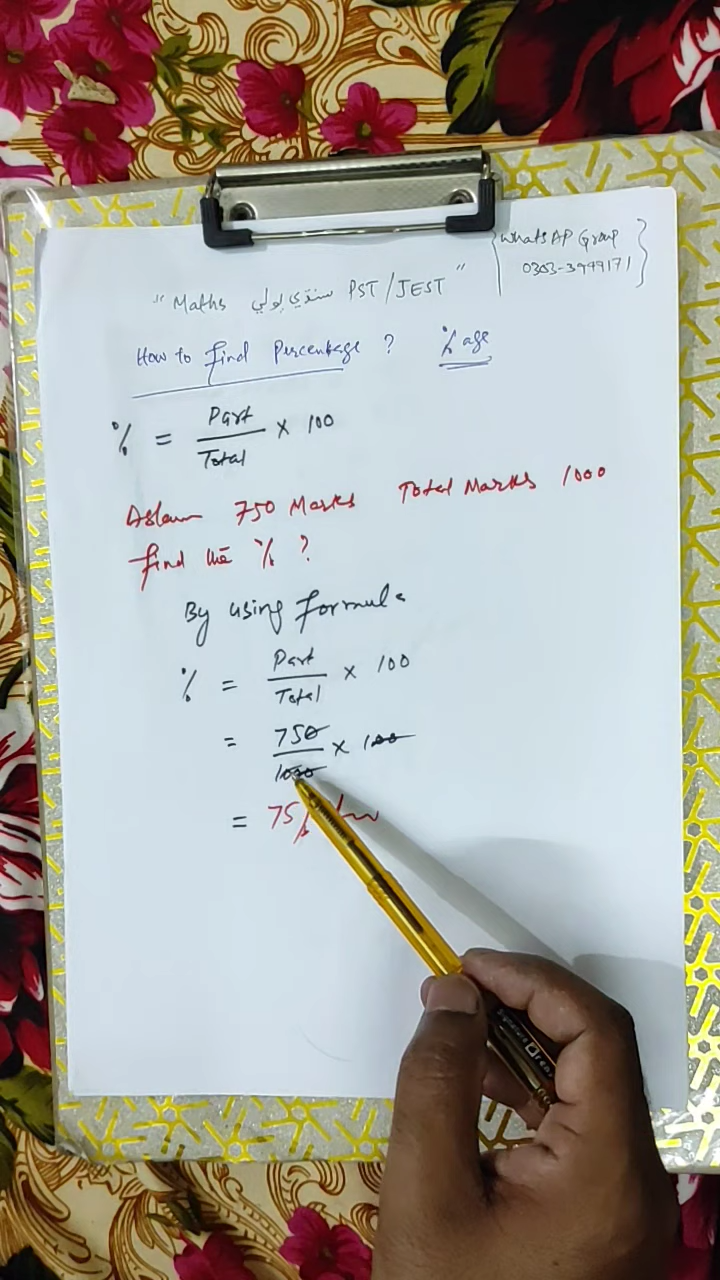 {WhatsAP Group
0303-3999171}
"Maths سنڌي ٻولي PST/JEST"
How to find Percentage ? %age
% = Part/Total × 100
Aslam 750 Marks Total Marks 1000
find the % ?
By using formula
% = Part/Total × 100
= 750/1000 × 100
= 75%